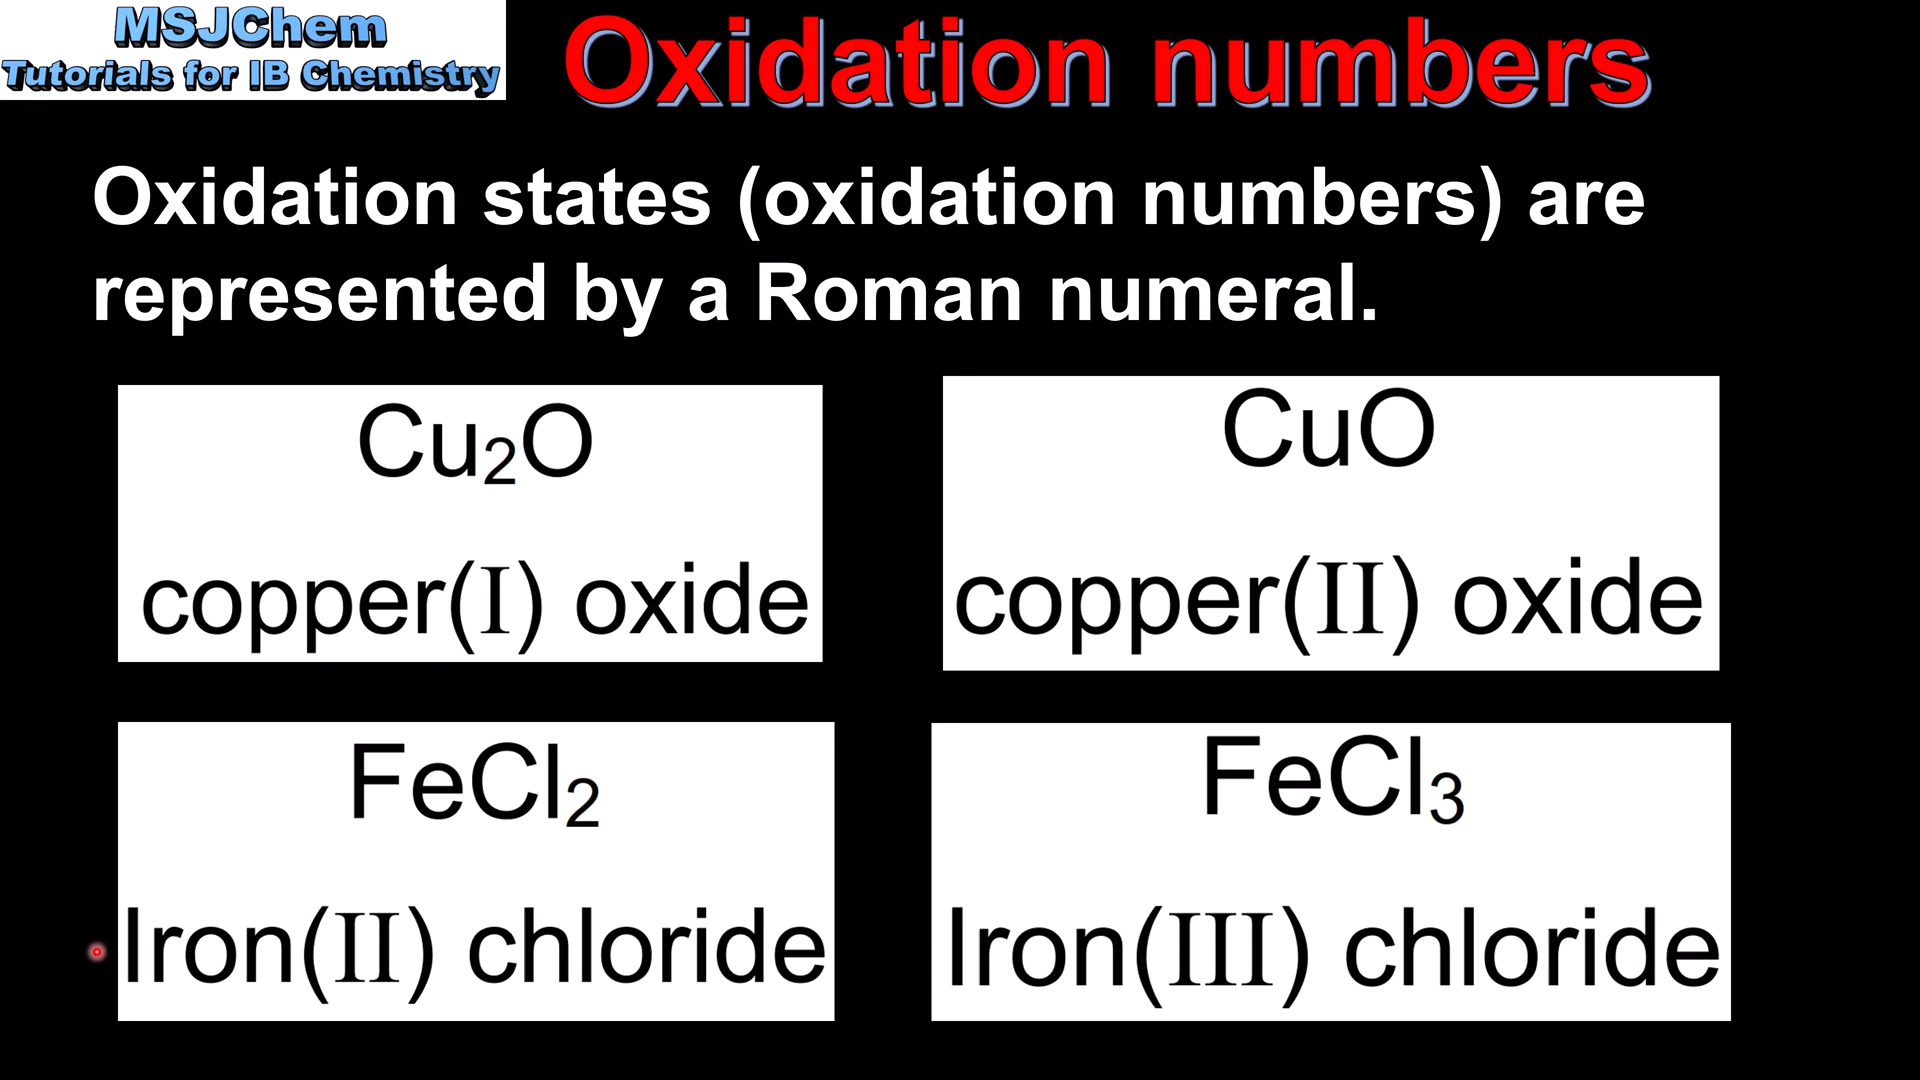 MSJChem
Tutorials for IB Chemistry
Oxidation numbers
Oxidation states (oxidation numbers) are
represented by a Roman numeral.
Cu₂O
copper(I) oxide
CuO
copper(II) oxide
FeCl₂
Iron(II) chloride
FeCl₃
Iron(III) chloride